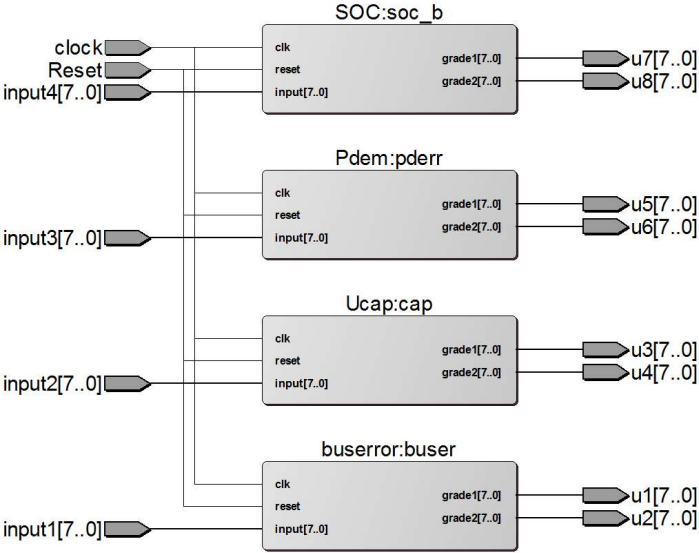 SOC:soc_b
clock
clk
Reset
reset
input4[7..0]
input[7..0]
grade1[7..0]
grade2[7..0]
u7[7..0]
u8[7..0]
Pdem:pderr
clk
reset
input3[7..0]
input[7..0]
grade1[7..0]
grade2[7..0]
u5[7..0]
u6[7..0]
Ucap:cap
clk
reset
input2[7..0]
input[7..0]
grade1[7..0]
grade2[7..0]
u3[7..0]
u4[7..0]
buserror:buser
clk
reset
input1[7..0]
input[7..0]
grade1[7..0]
grade2[7..0]
u1[7..0]
u2[7..0]